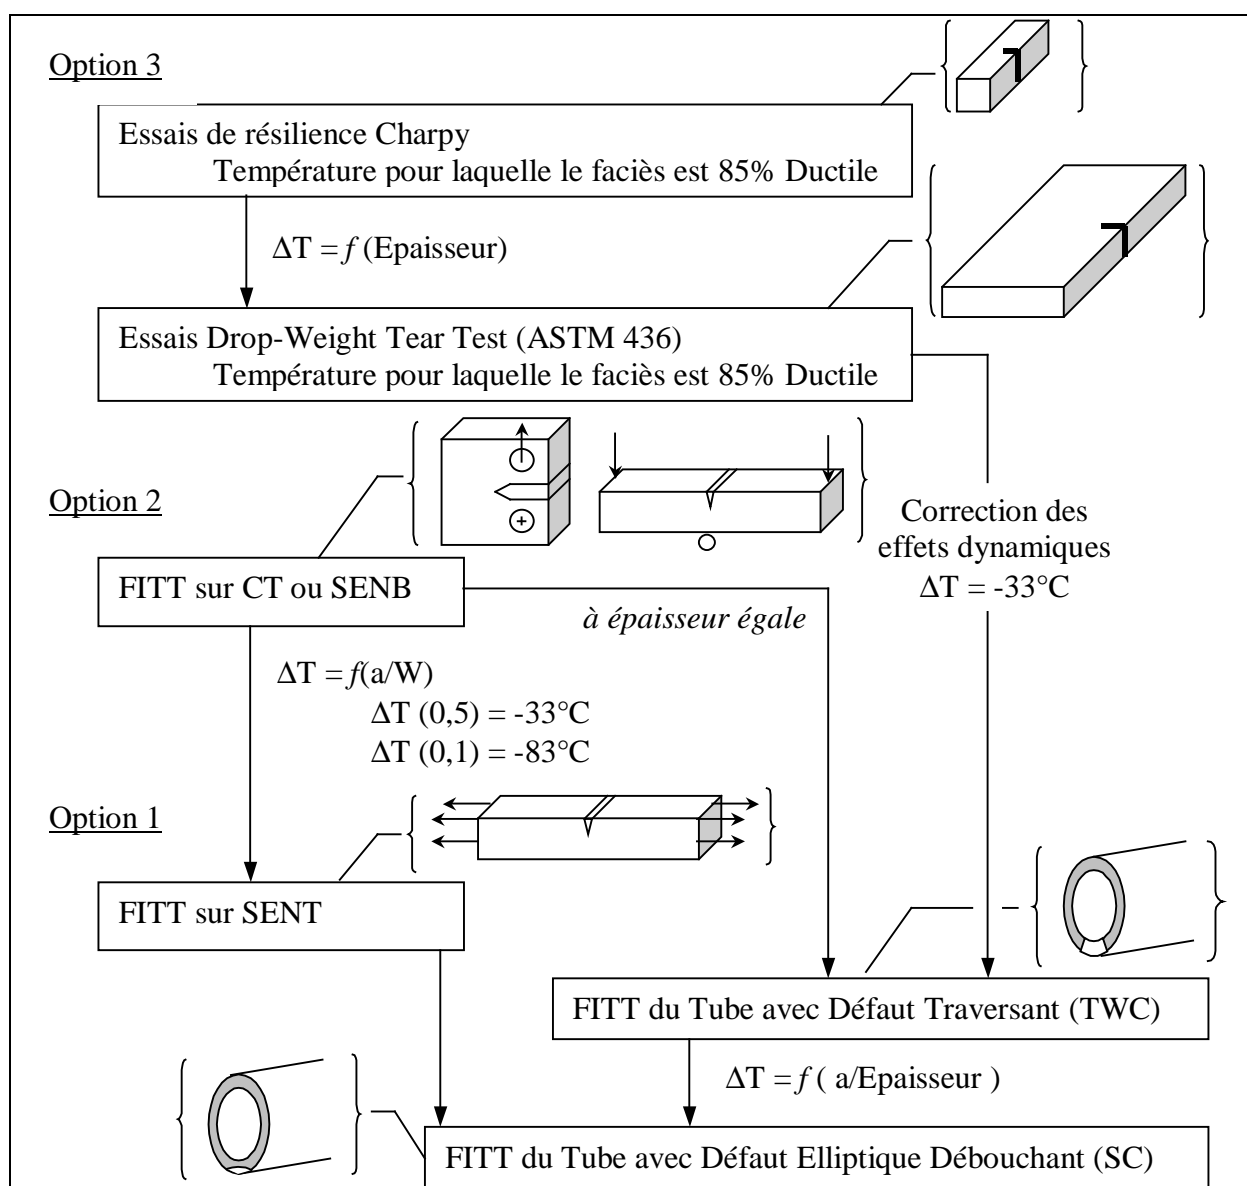 Option 3
Essais de résilience Charpy
Température pour laquelle le faciès est 85% Ductile
ΔT = f (Epaisseur)
Essais Drop-Weight Tear Test (ASTM 436)
Température pour laquelle le faciès est 85% Ductile
Option 2
Correction des
effets dynamiques
ΔT = -33°C
FITT sur CT ou SENB
à épaisseur égale
ΔT = f(a/W)
ΔT (0,5) = -33°C
ΔT (0,1) = -83°C
Option 1
FITT sur SENT
FITT du Tube avec Défaut Traversant (TWC)
ΔT = f ( a/Epaisseur )
FITT du Tube avec Défaut Elliptique Débouchant (SC)